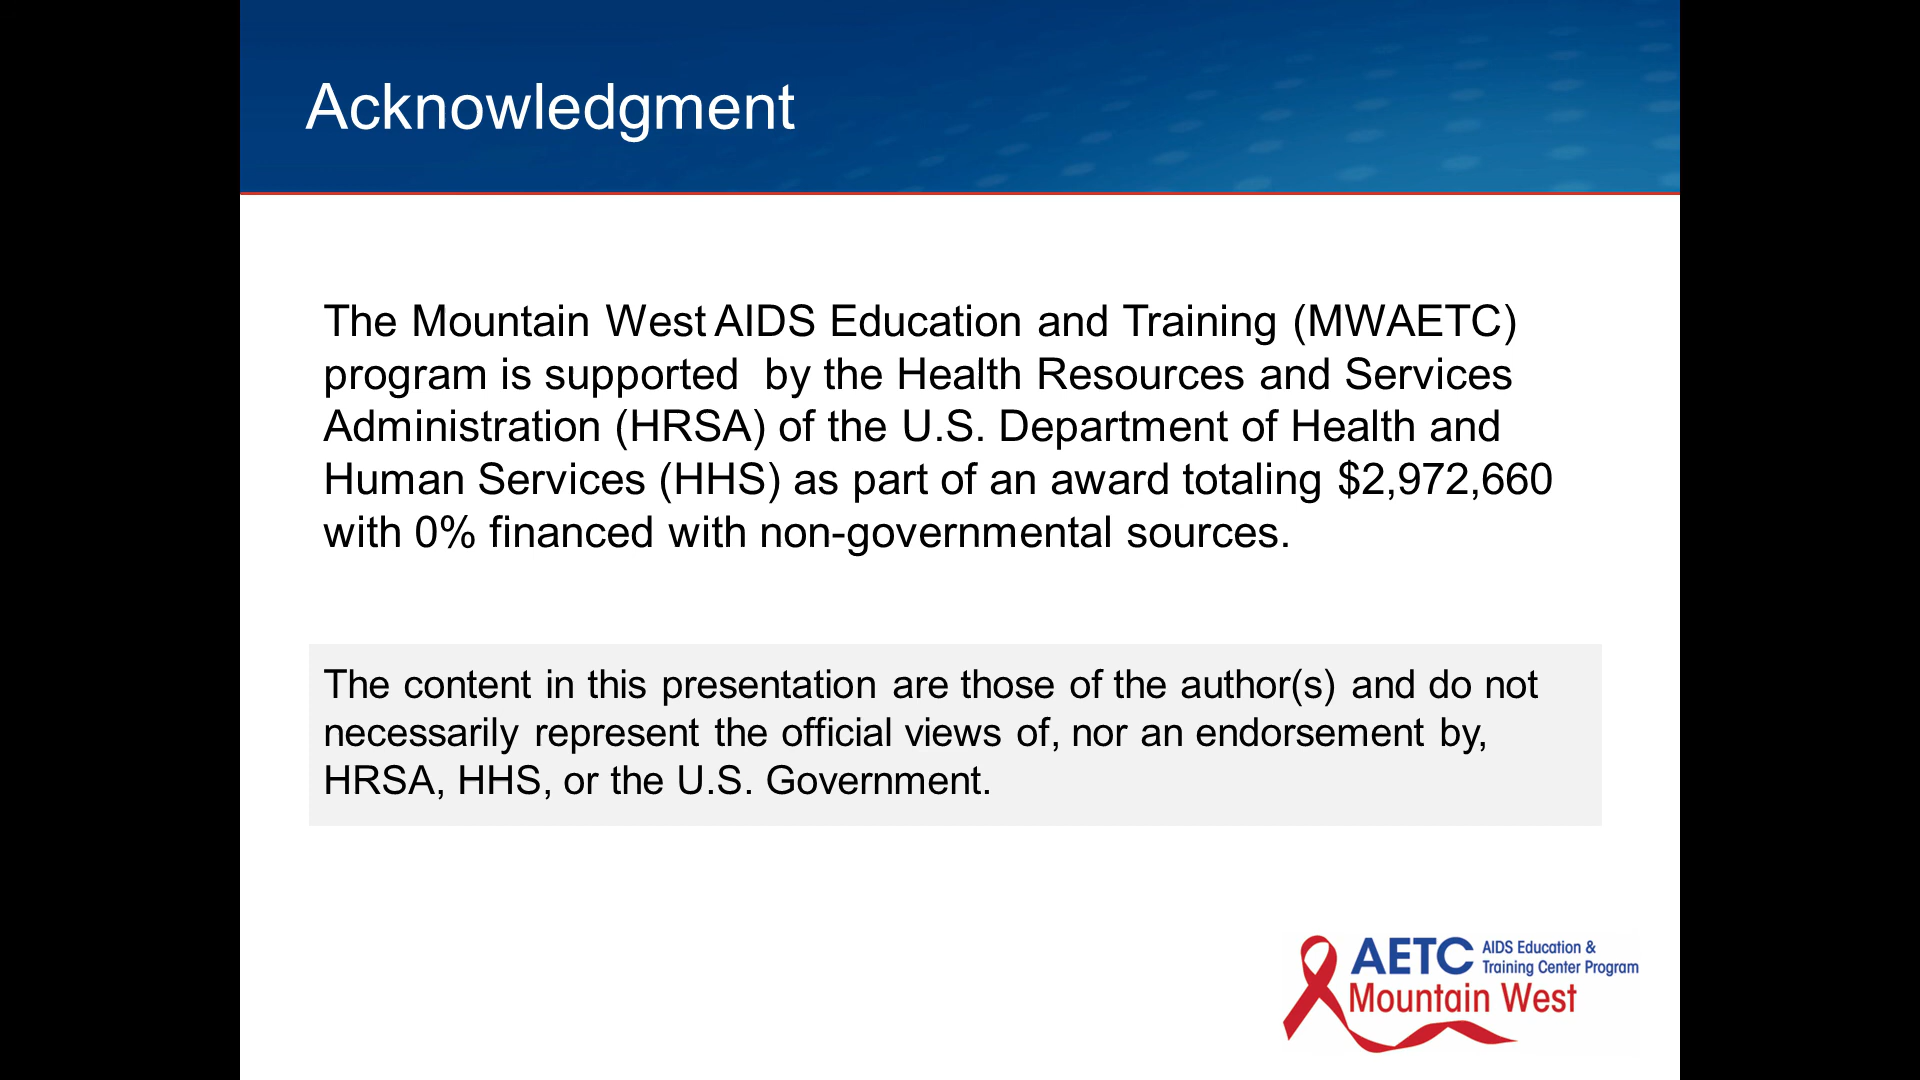 Acknowledgment
The Mountain West AIDS Education and Training (MWAETC)
program is supported  by the Health Resources and Services
Administration (HRSA) of the U.S. Department of Health and
Human Services (HHS) as part of an award totaling $2,972,660
with 0% financed with non-governmental sources.
The content in this presentation are those of the author(s) and do not
necessarily represent the official views of, nor an endorsement by,
HRSA, HHS, or the U.S. Government.
AETC AIDS Education &
Training Center Program
Mountain West